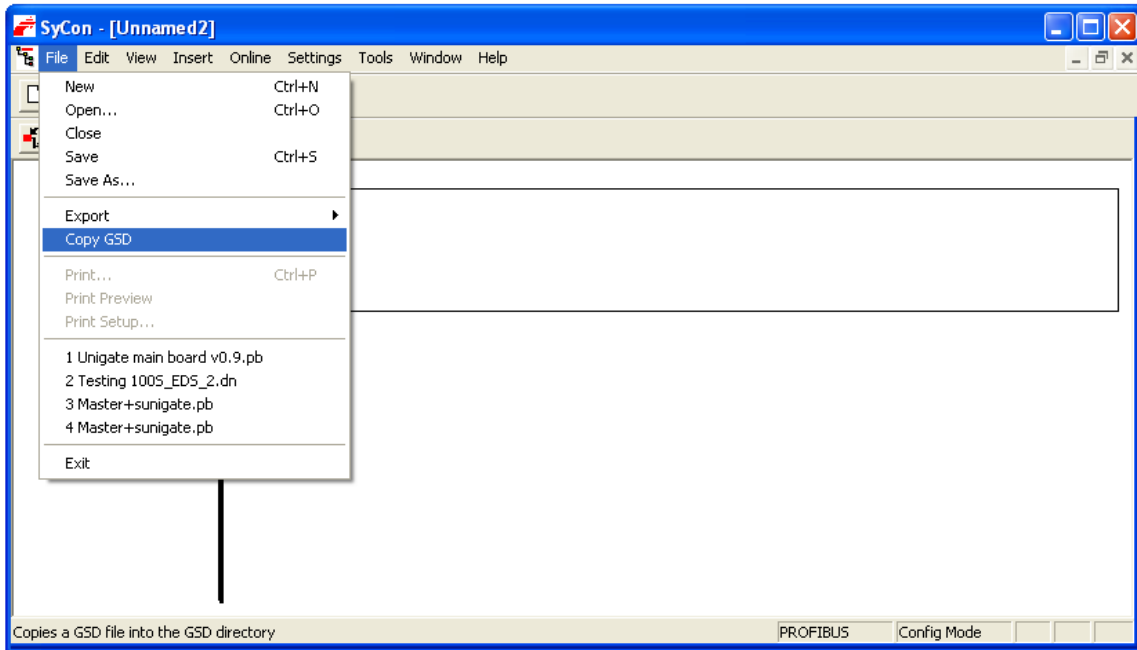 SyCon - [Unnamed2]
File Edit View Insert Online Settings Tools Window Help
New Ctrl+N
Open... Ctrl+O
Close
Save Ctrl+S
Save As...
Export
Copy GSD
Print... Ctrl+P
Print Preview
Print Setup...
1 Unigate main board v0.9.pb
2 Testing 100S_EDS_2.dn
3 Master+sunigate.pb
4 Master+sunigate.pb
Exit
Copies a GSD file into the GSD directory PROFIBUS Config Mode